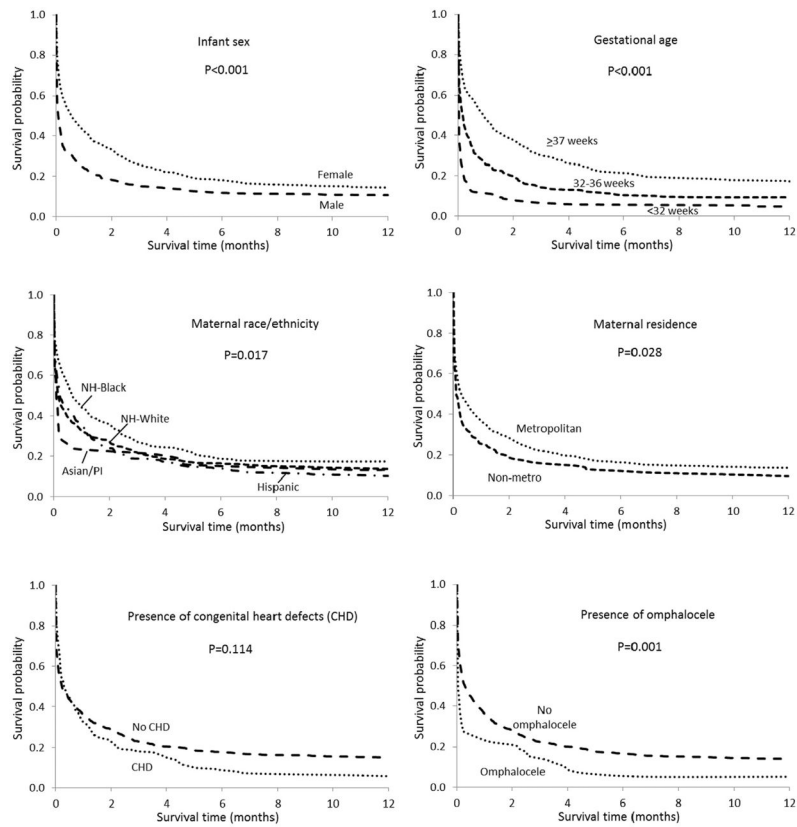 Infant sex
P<0.001
Survival probability
1.0
0.8
0.6
0.4
0.2
0.0
Female
Male
0 2 4 6 8 10 12
Survival time (months)
Gestational age
P<0.001
Survival probability
1.0
0.8
0.6
0.4
0.2
0.0
≥37 weeks
32-36 weeks
<32 weeks
0 2 4 6 8 10 12
Survival time (months)
Maternal race/ethnicity
P=0.017
Survival probability
1.0
0.8
0.6
0.4
0.2
0.0
NH-Black
NH-White
Asian/PI
Hispanic
0 2 4 6 8 10 12
Survival time (months)
Maternal residence
P=0.028
Survival probability
1.0
0.8
0.6
0.4
0.2
0.0
Metropolitan
Non-metro
0 2 4 6 8 10 12
Survival time (months)
Presence of congenital heart defects (CHD)
P=0.114
Survival probability
1.0
0.8
0.6
0.4
0.2
0.0
No CHD
CHD
0 2 4 6 8 10 12
Survival time (months)
Presence of omphalocele
P=0.001
Survival probability
1.0
0.8
0.6
0.4
0.2
0.0
No
omphalocele
Omphalocele
0 2 4 6 8 10 12
Survival time (months)